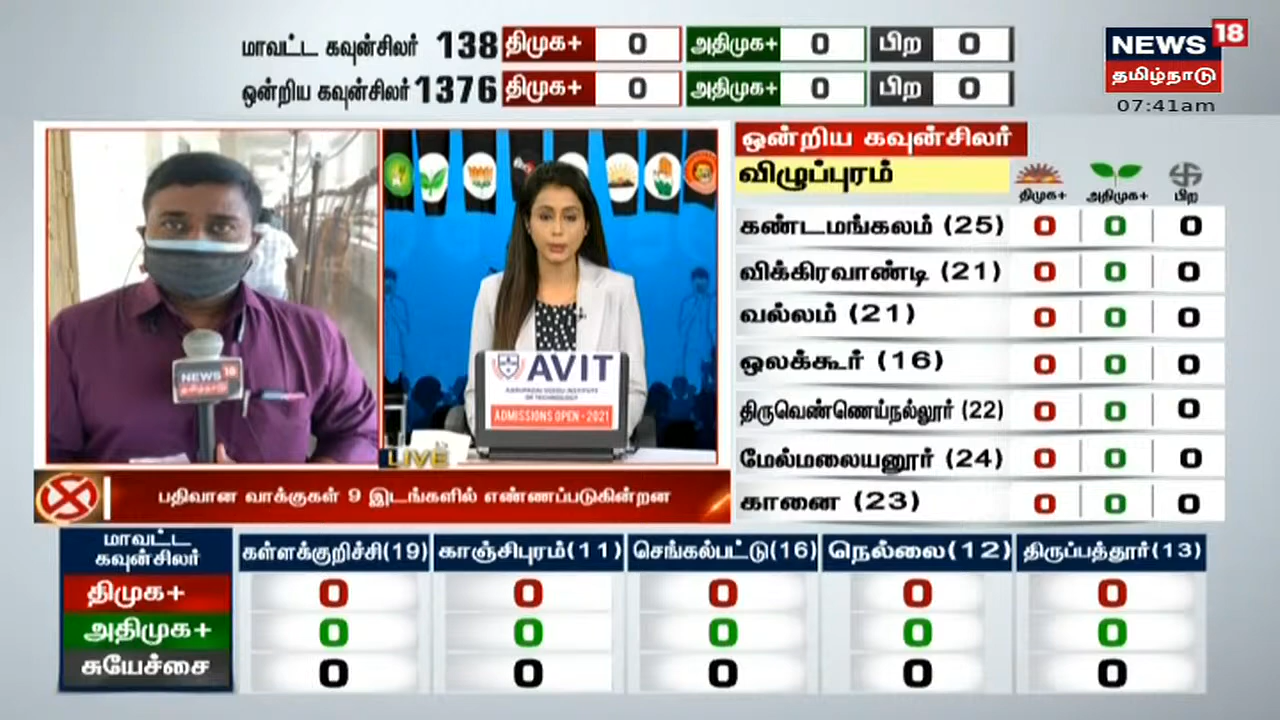 மாவட்ட கவுன்சிலர் 138 திமுக+ 0 அதிமுக+ 0 பிற 0
ஒன்றிய கவுன்சிலர் 1376 திமுக+ 0 அதிமுக+ 0 பிற 0
NEWS 18
தமிழ்நாடு
07:41am
ஒன்றிய கவுன்சிலர்
விழுப்புரம்
திமுக+ அதிமுக+ பிற
கண்டமங்கலம் (25) 0 0 0
விக்கிரவாண்டி (21) 0 0 0
வல்லம் (21) 0 0 0
ஒலக்கூர் (16) 0 0 0
திருவெண்ணெய்நல்லூர் (22) 0 0 0
மேல்மலையனூர் (24) 0 0 0
காணை (23) 0 0 0
NEWS 18
தமிழ்நாடு
AVIT
OF TECHNOLOGY
ADMISSIONS OPEN - 2021
LIVE
பதிவான வாக்குகள் 9 இடங்களில் எண்ணப்படுகின்றன
மாவட்ட
கவுன்சிலர்
கள்ளக்குறிச்சி(19) காஞ்சிபுரம்(11) செங்கல்பட்டு(16) நெல்லை(12) திருப்பத்தூர்(13)
திமுக+ 0 0 0 0 0
அதிமுக+ 0 0 0 0 0
சுயேச்சை 0 0 0 0 0